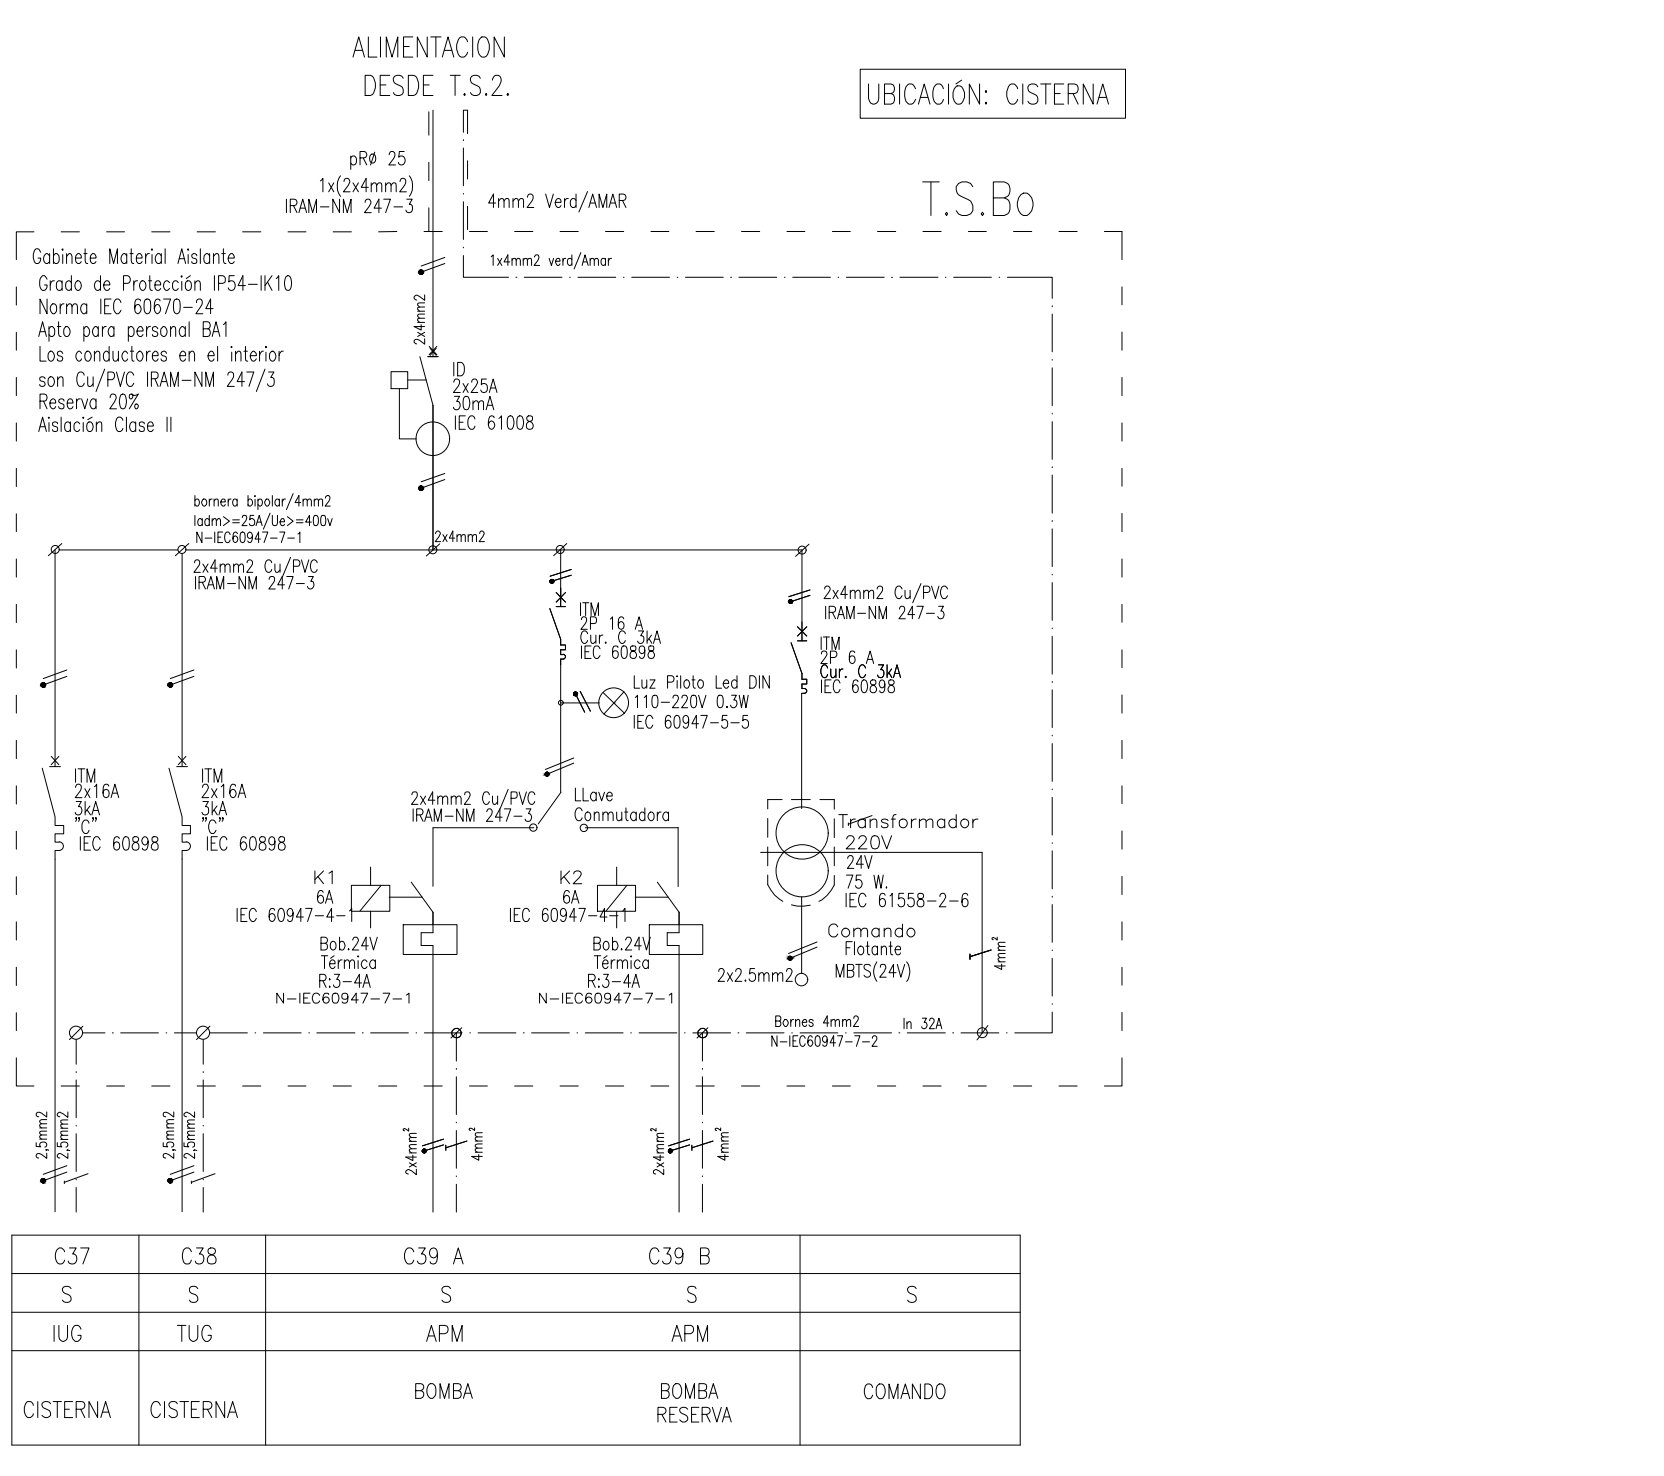 ALIMENTACION
DESDE T.S.2.
UBICACIÓN: CISTERNA
pRø 25
1x(2x4mm2)
IRAM-NM 247-3
4mm2 Verd/AMAR
T.S.Bo
Gabinete Material Aislante
Grado de Protección IP54-IK10
Norma IEC 60670-24
Apto para personal BA1
Los conductores en el interior
son Cu/PVC IRAM-NM 247/3
Reserva 20%
Aislación Clase II
1x4mm2 verd/Amar
2x4mm2
ID
2x25A
30mA
IEC 61008
bornera bipolar/4mm2
Iadm>=25A/Ue>=400v
N-IEC60947-7-1
2x4mm2
2x4mm2 Cu/PVC
IRAM-NM 247-3
ITM
2P 16 A
Cur. C 3kA
IEC 60898
2x4mm2 Cu/PVC
IRAM-NM 247-3
ITM
2P 6 A
Cur. C 3kA
IEC 60898
Luz Piloto Led DIN
110-220V 0.3W
IEC 60947-5-5
ITM
2x16A
3kA
"C"
IEC 60898
ITM
2x16A
3kA
"C"
IEC 60898
2x4mm2 Cu/PVC
IRAM-NM 247-3
LLave
Conmutadora
Transformador
220V
24V
75 W.
IEC 61558-2-6
K1
6A
IEC 60947-4-1
Bob.24V
Térmica
R:3-4A
N-IEC60947-7-1
K2
6A
IEC 60947-4-1
Bob.24V
Térmica
R:3-4A
N-IEC60947-7-1
Comando
Flotante
MBTS(24V)
2x2.5mm2
4mm²
Bornes 4mm2 In 32A
N-IEC60947-7-2
2,5mm2
2,5mm2
2,5mm2
2,5mm2
2x4mm²
4mm²
2x4mm²
4mm²
C37 C38 C39 A C39 B
S S S S S
IUG TUG APM APM
CISTERNA CISTERNA BOMBA BOMBA
RESERVA COMANDO